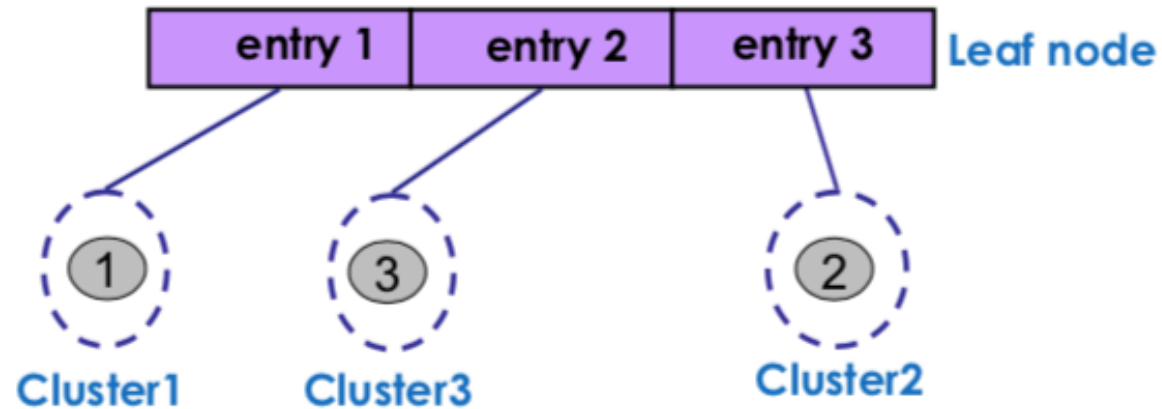 entry 1 entry 2 entry 3 Leaf node
1 3 2
Cluster1 Cluster3 Cluster2